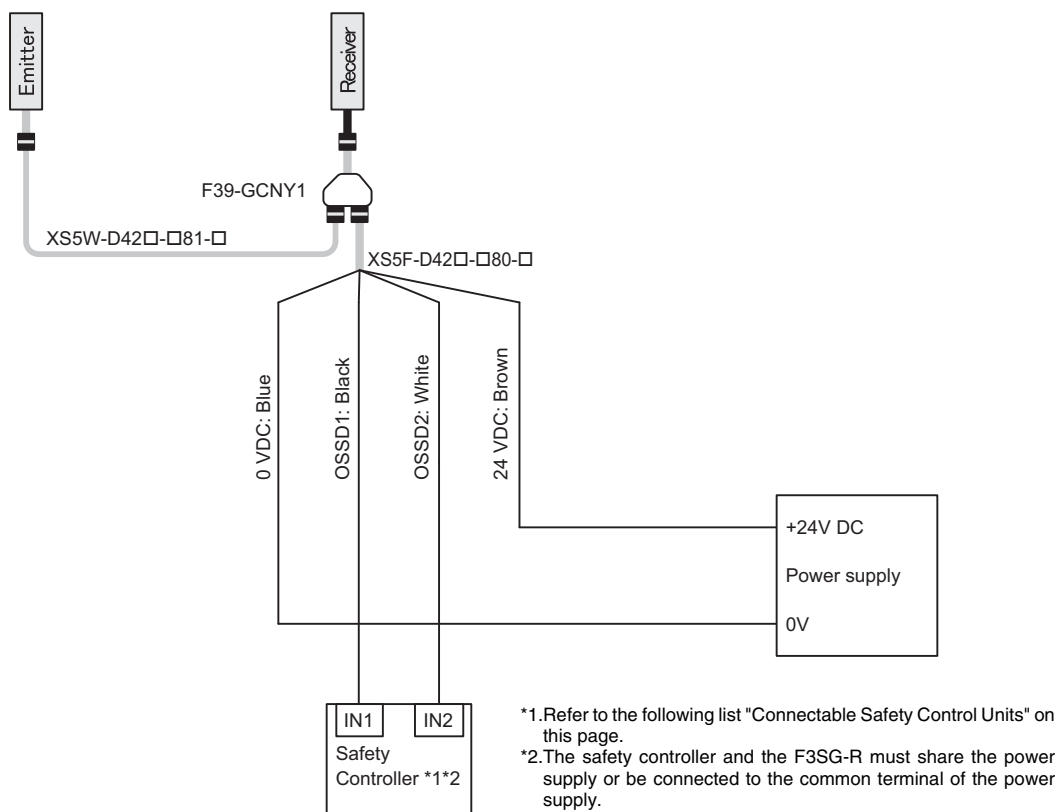 Emitter
Receiver
F39-GCNY1
XS5W-D42□-□81-□
XS5F-D42□-□80-□
0 VDC: Blue
OSSD1: Black
OSSD2: White
24 VDC: Brown
+24V DC
Power supply
0V
IN1
IN2
Safety
Controller *1*2
*1.Refer to the following list "Connectable Safety Control Units" on
this page.
*2.The safety controller and the F3SG-R must share the power
supply or be connected to the common terminal of the power
supply.